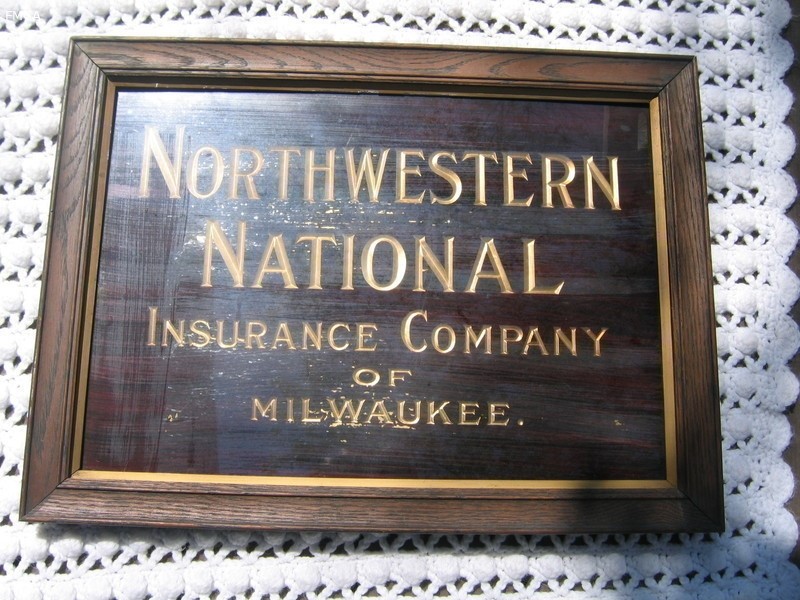 NORTHWESTERN
NATIONAL
INSURANCE COMPANY
OF
MILWAUKEE.